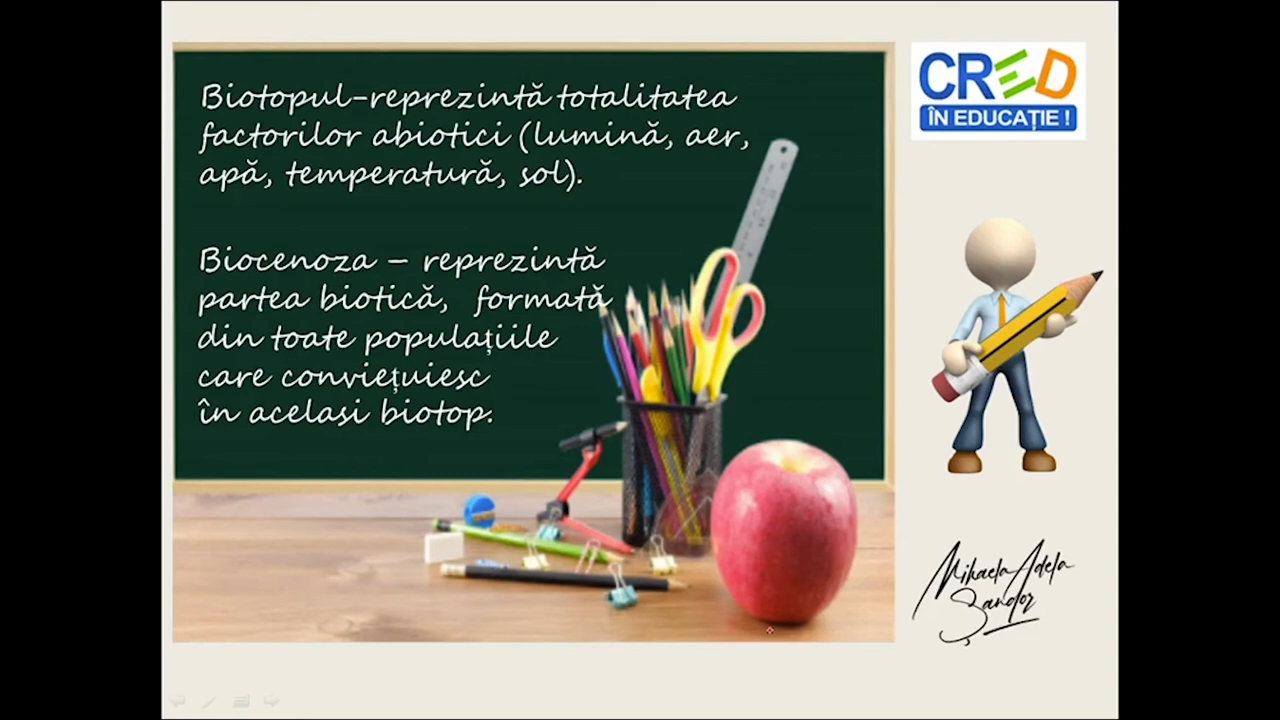 Biotopul-reprezintă totalitatea
factorilor abiotici (lumină, aer,
apă, temperatură, sol).
Biocenoza – reprezintă
partea biotică, formată
din toate populațiile
care conviețuiesc
în acelasi biotop.
CRED
ÎN EDUCAȚIE !
Mihaela Adela
Șandor